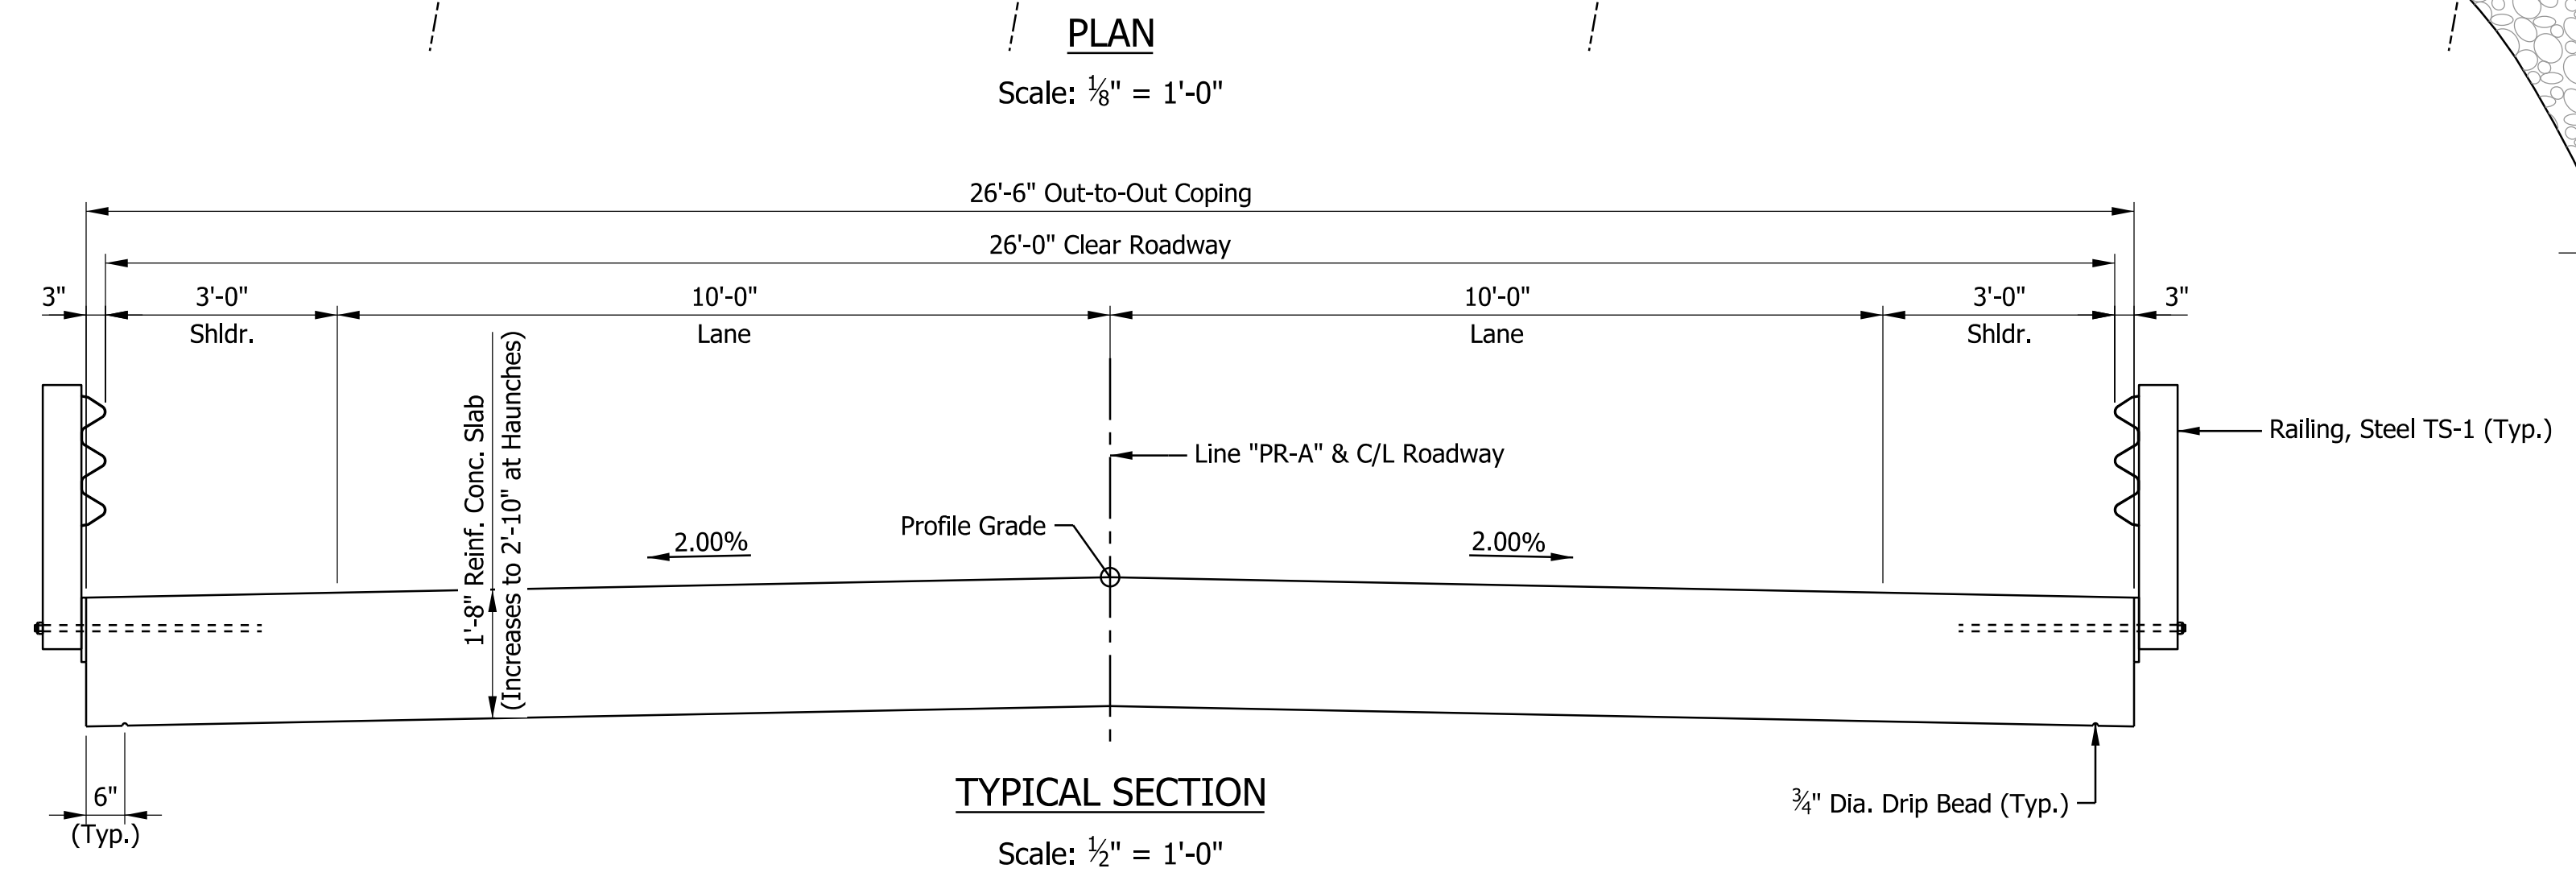 PLAN
Scale: ⅛" = 1'-0"
26'-6" Out-to-Out Coping
26'-0" Clear Roadway
3"
3'-0"
10'-0"
10'-0"
3'-0"
3"
Shldr.
Lane
Lane
Shldr.
1'-8" Reinf. Conc. Slab
(Increases to 2'-10" at Haunches)
Railing, Steel TS-1 (Typ.)
Line "PR-A" & C/L Roadway
Profile Grade
2.00%
2.00%
TYPICAL SECTION
Scale: ½" = 1'-0"
6"
(Typ.)
¾" Dia. Drip Bead (Typ.)